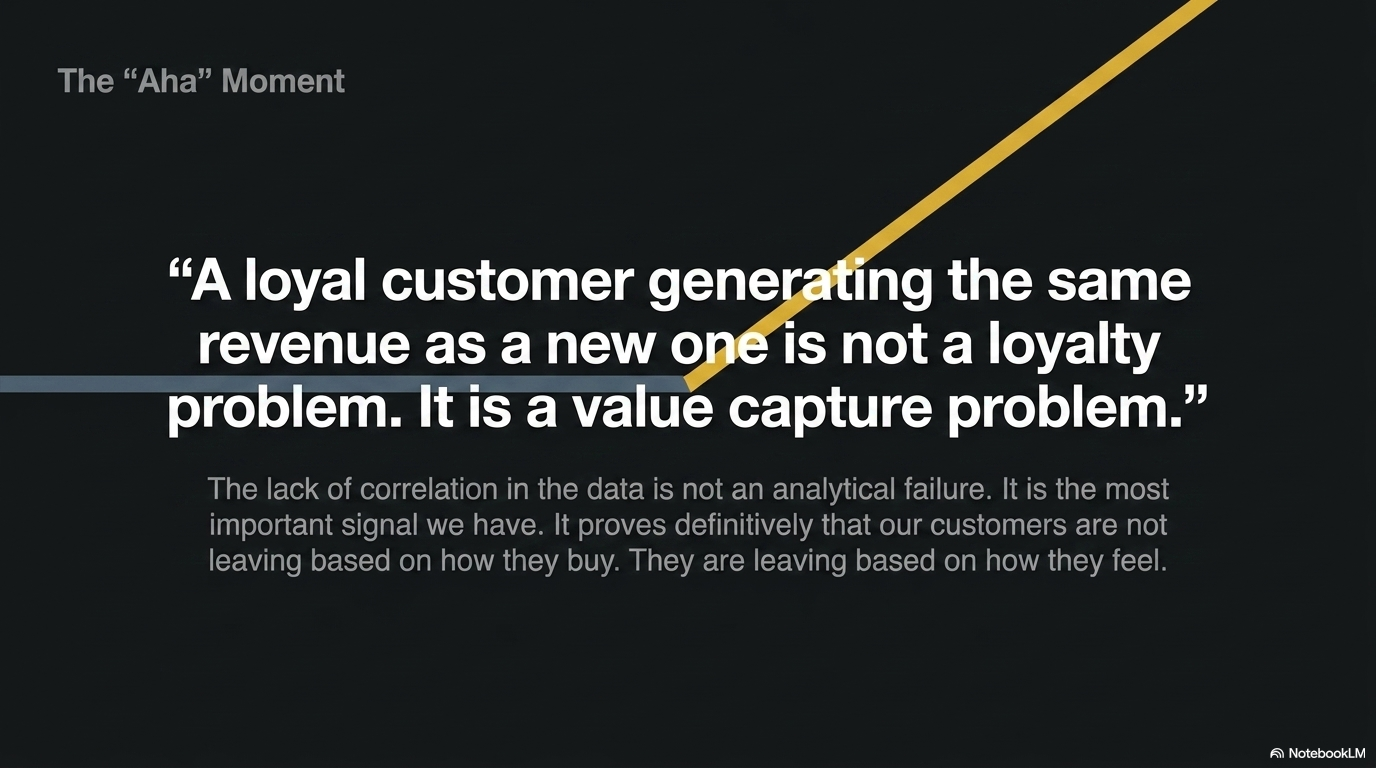 The “Aha” Moment
“A loyal customer generating the same
revenue as a new one is not a loyalty
problem. It is a value capture problem.”
The lack of correlation in the data is not an analytical failure. It is the most
important signal we have. It proves definitively that our customers are not
leaving based on how they buy. They are leaving based on how they feel.
NotebookLM